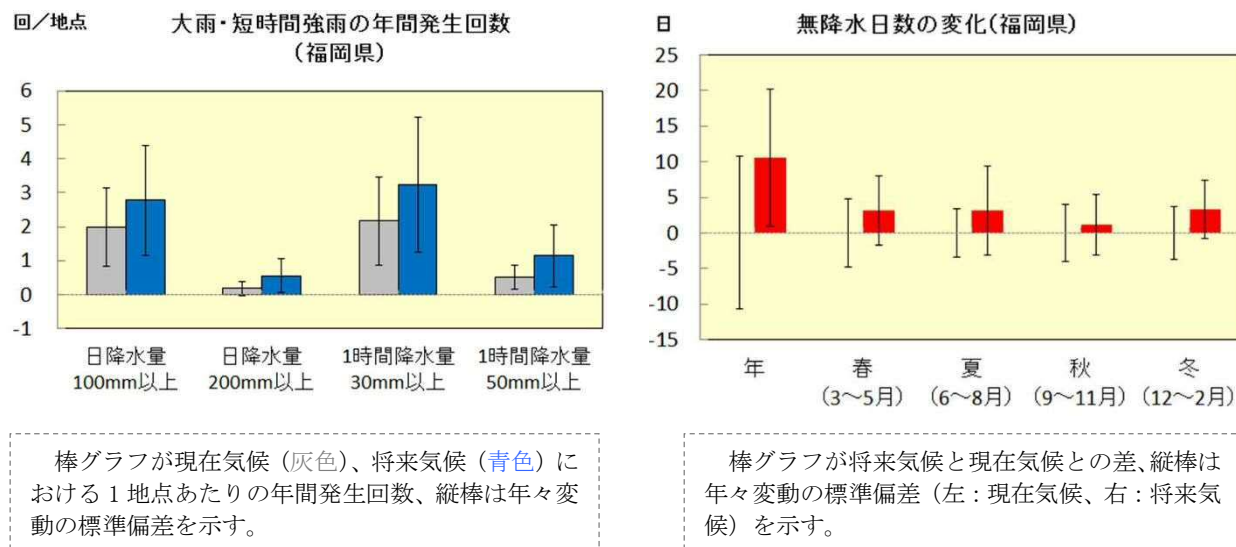 回/地点
大雨・短時間強雨の年間発生回数
(福岡県)
6
5
4
3
2
1
0
-1
日降水量
100mm以上
日降水量
200mm以上
1時間降水量
30mm以上
1時間降水量
50mm以上
棒グラフが現在気候(灰色)、将来気候(青色)に
おける1地点あたりの年間発生回数、縦棒は年々変
動の標準偏差を示す。
日
無降水日数の変化(福岡県)
25
20
15
10
5
0
-5
-10
-15
年
春
(3～5月)
夏
(6～8月)
秋
(9～11月)
冬
(12～2月)
棒グラフが将来気候と現在気候との差、縦棒は
年々変動の標準偏差(左:現在気候、右:将来気
候)を示す。